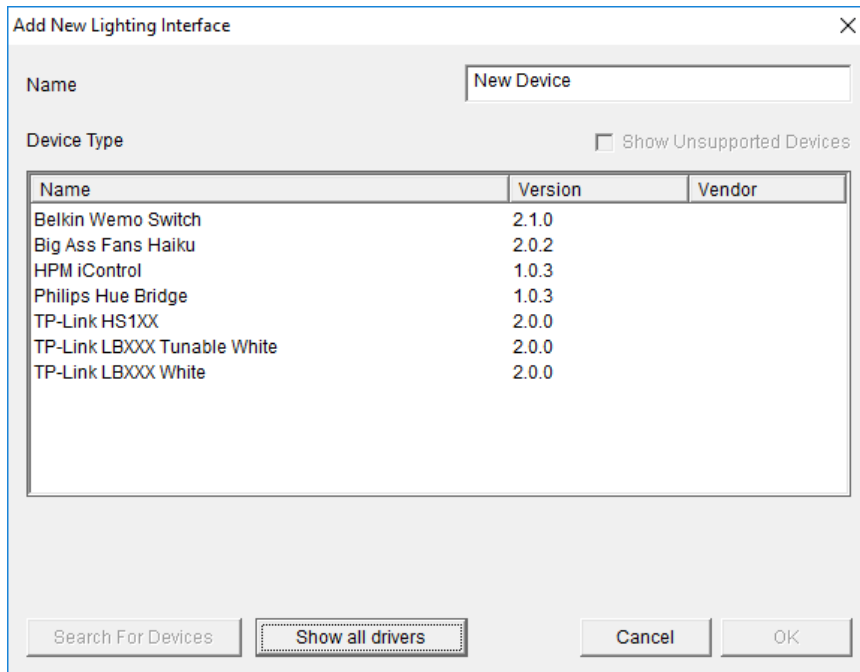 Add New Lighting Interface
Name New Device
Device Type Show Unsupported Devices
Name Version Vendor
Belkin Wemo Switch 2.1.0
Big Ass Fans Haiku 2.0.2
HPM iControl 1.0.3
Philips Hue Bridge 1.0.3
TP-Link HS1XX 2.0.0
TP-Link LBXXX Tunable White 2.0.0
TP-Link LBXXX White 2.0.0
Search For Devices Show all drivers Cancel OK